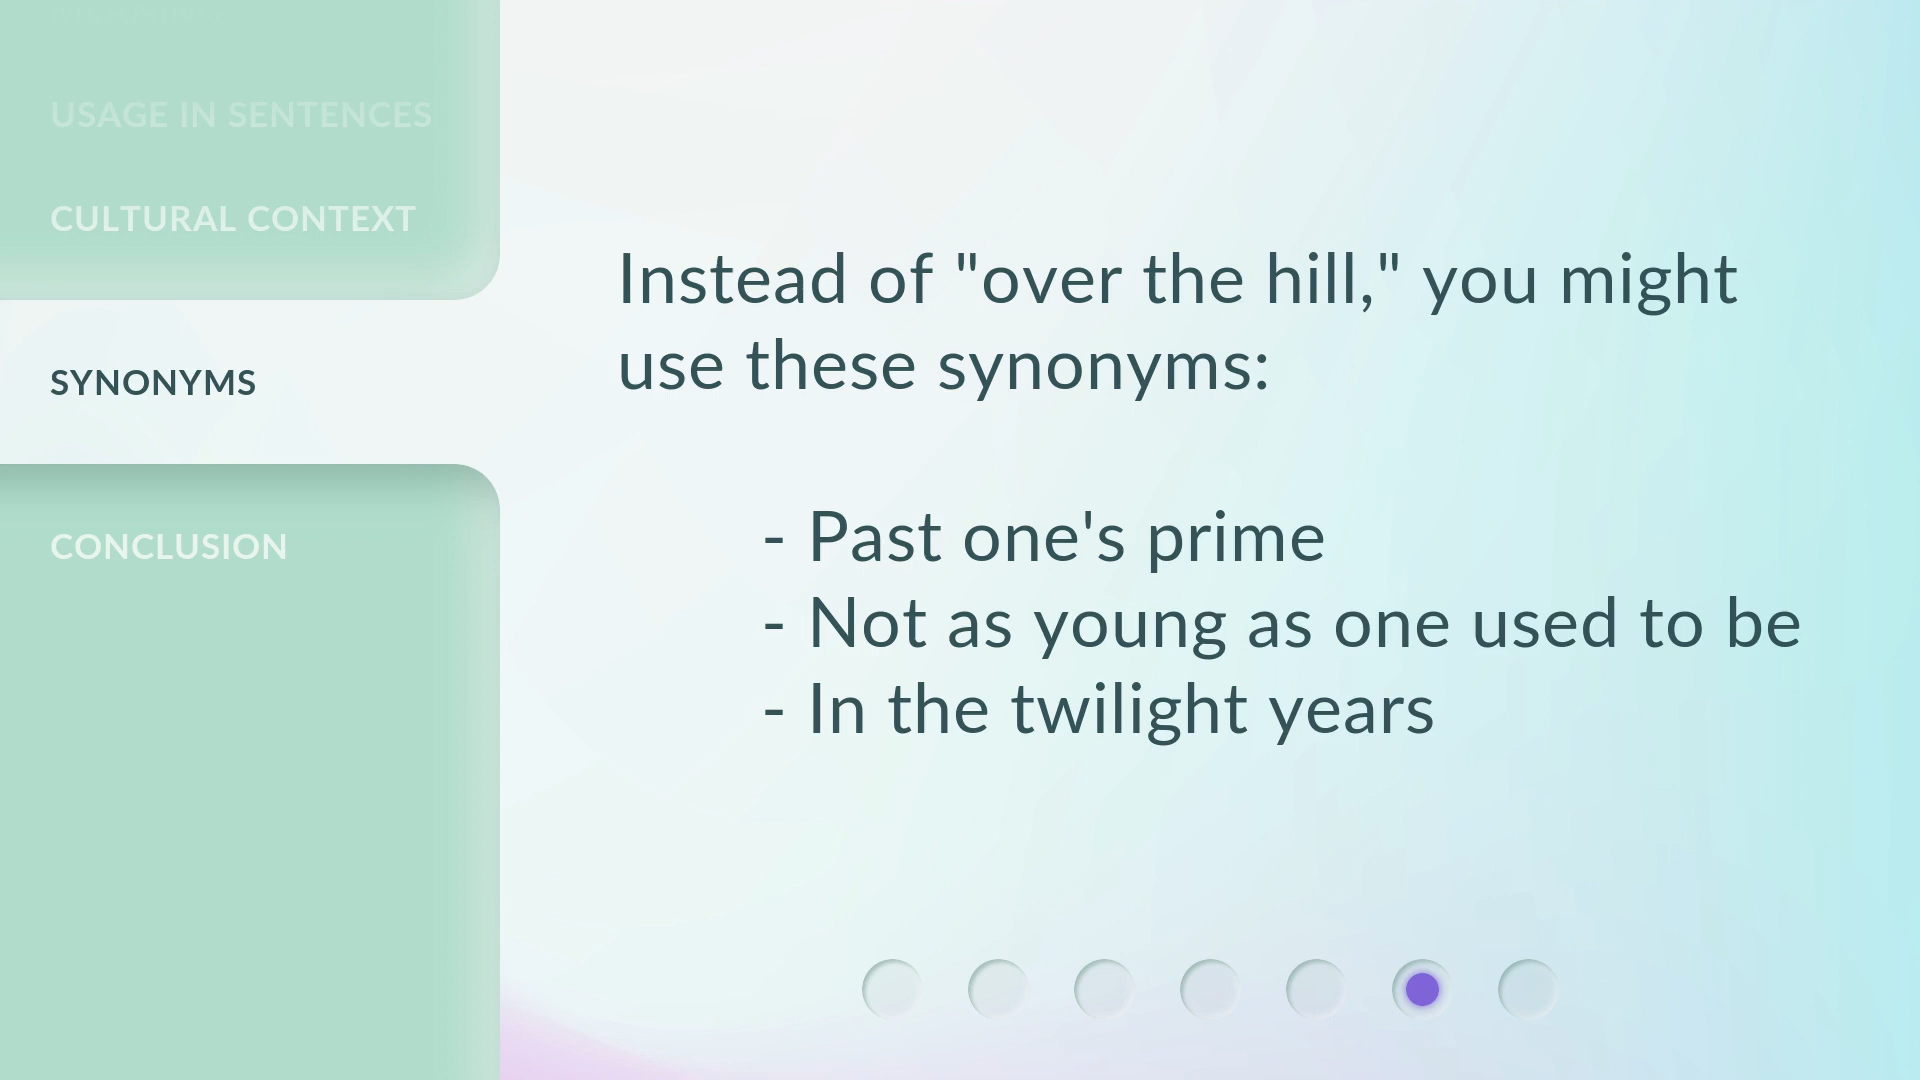 USAGE IN SENTENCES
CULTURAL CONTEXT
SYNONYMS
CONCLUSION
Instead of "over the hill," you might
use these synonyms:
- Past one's prime
- Not as young as one used to be
- In the twilight years